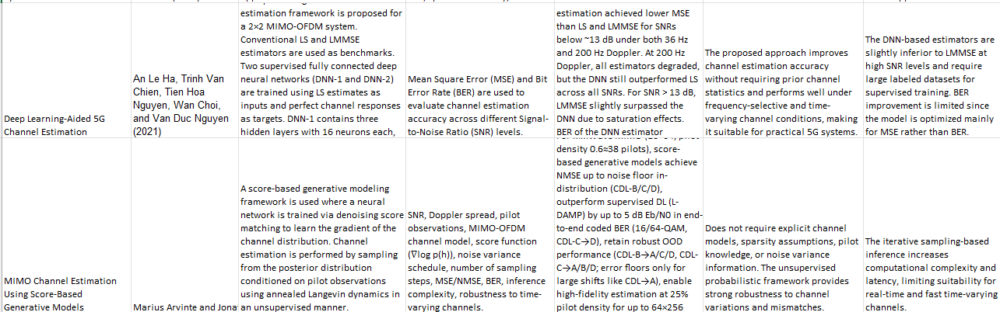 estimation framework is proposed for
a 2×2 MIMO-OFDM system.
Conventional LS and LMMSE
estimators are used as benchmarks.
Two supervised fully connected deep
neural networks (DNN-1 and DNN-2)
are trained using LS estimates as
inputs and perfect channel responses
as targets. DNN-1 contains three
hidden layers with 16 neurons each,
Deep Learning-Aided 5G
Channel Estimation
An Le Ha, Trinh Van
Chien, Tien Hoa
Nguyen, Wan Choi,
and Van Duc Nguyen
(2021)
Mean Square Error (MSE) and Bit
Error Rate (BER) are used to
evaluate channel estimation
accuracy across different Signal-
to-Noise Ratio (SNR) levels.
estimation achieved lower MSE
than LS and LMMSE for SNRs
below ~13 dB under both 36 Hz
and 200 Hz Doppler. At 200 Hz
Doppler, all estimators degraded,
but the DNN still outperformed LS
across all SNRs. For SNR > 13 dB,
LMMSE slightly surpassed the
DNN due to saturation effects.
BER of the DNN estimator
The proposed approach improves
channel estimation accuracy
without requiring prior channel
statistics and performs well under
frequency-selective and time-
varying channel conditions, making
it suitable for practical 5G systems.
The DNN-based estimators are
slightly inferior to LMMSE at
high SNR levels and require
large labeled datasets for
supervised training. BER
improvement is limited since
the model is optimized mainly
for MSE rather than BER.
MIMO Channel Estimation
Using Score-Based
Generative Models
Marius Arvinte and Jona
A score-based generative modeling
framework is used where a neural
network is trained via denoising score
matching to learn the gradient of the
channel distribution. Channel
estimation is performed by sampling
from the posterior distribution
conditioned on pilot observations
using annealed Langevin dynamics in
an unsupervised manner.
SNR, Doppler spread, pilot
observations, MIMO-OFDM
channel model, score function
(∇log p(h)), noise variance
schedule, number of sampling
steps, MSE/NMSE, BER, inference
complexity, robustness to time-
varying channels.
density 0.6≈38 pilots), score-
based generative models achieve
NMSE up to noise floor in-
distribution (CDL-B/C/D),
outperform supervised DL (L-
DAMP) by up to 5 dB Eb/N0 in end-
to-end coded BER (16/64-QAM,
CDL-C→D), retain robust OOD
performance (CDL-B→A/C/D, CDL-
C→A/B/D; error floors only for
large shifts like CDL→A), enable
high-fidelity estimation at 25%
pilot density for up to 64×256
Does not require explicit channel
models, sparsity assumptions, pilot
knowledge, or noise variance
information. The unsupervised
probabilistic framework provides
strong robustness to channel
variations and mismatches.
The iterative sampling-based
inference increases
computational complexity and
latency, limiting suitability for
real-time and fast time-varying
channels.